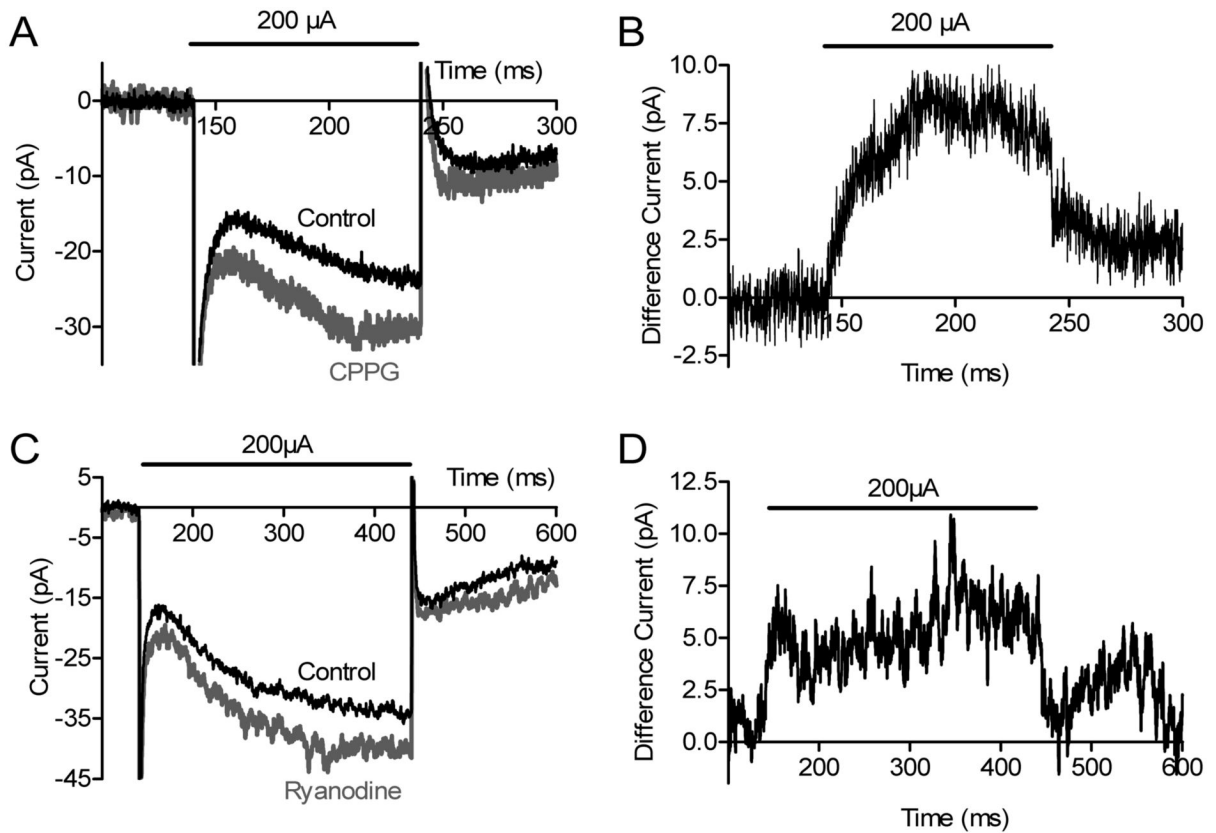 A
200 µA
Time (ms)
0
150
200
250
300
-10
-20
-30
Current (pA)
Control
CPPG
B
200 µA
10.0
7.5
5.0
2.5
0.0
-2.5
Difference Current (pA)
150
200
250
300
Time (ms)
C
200µA
Time (ms)
5
-5
-15
-25
-35
-45
Current (pA)
200
300
400
500
600
Control
Ryanodine
D
200µA
12.5
10.0
7.5
5.0
2.5
0.0
Difference Current (pA)
200
300
400
500
600
Time (ms)